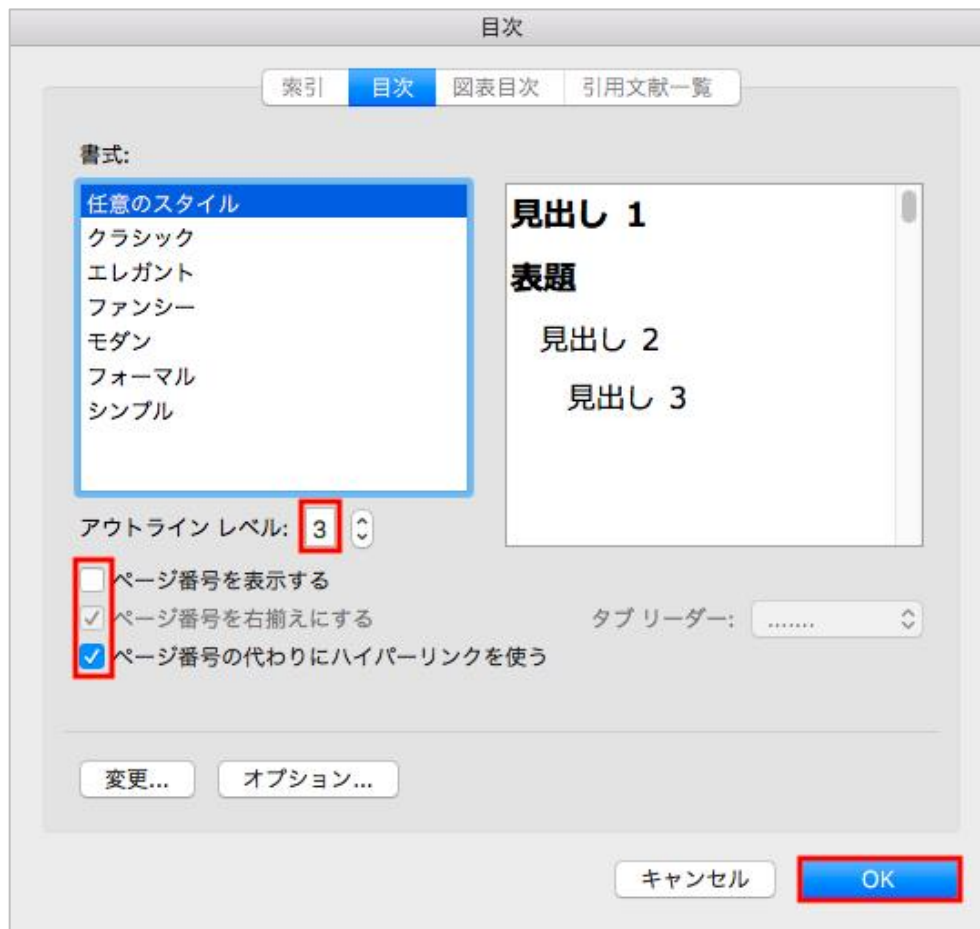 目次
索引 目次 図表目次 引用文献一覧
書式:
任意のスタイル
クラシック
エレガント
ファンシー
モダン
フォーマル
シンプル
見出し 1
表題
見出し 2
見出し 3
アウトライン レベル: 3
ページ番号を表示する
ページ番号を右揃えにする
タブ リーダー: .......
ページ番号の代わりにハイパーリンクを使う
変更... オプション...
キャンセル OK